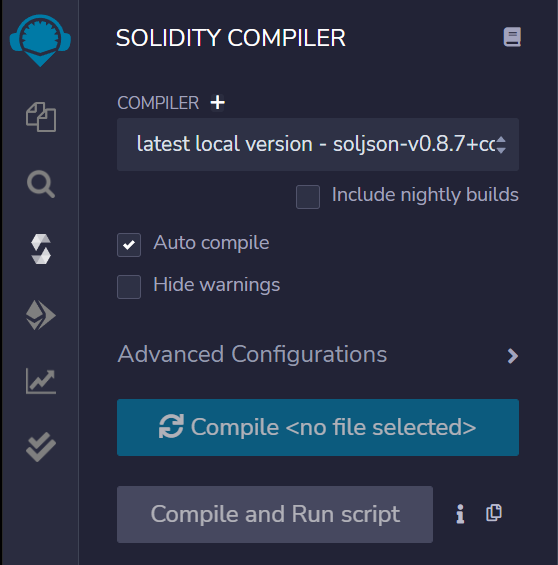 SOLIDITY COMPILER
COMPILER +
latest local version - soljson-v0.8.7+cc
Include nightly builds
Auto compile
Hide warnings
Advanced Configurations
Compile <no file selected>
Compile and Run script